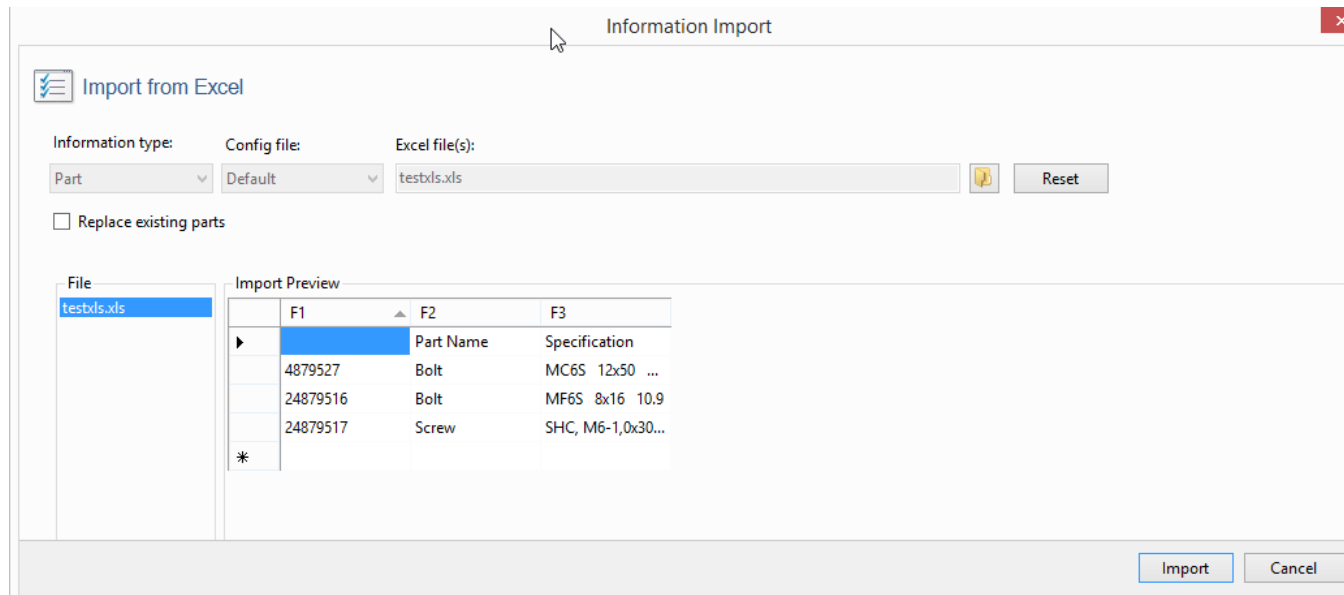 Information Import
Import from Excel
Information type: Config file: Excel file(s):
Part Default testxls.xls Reset
Replace existing parts
File Import Preview
testxls.xls
F1 F2 F3
Part Name Specification
4879527 Bolt MC6S 12x50 ...
24879516 Bolt MF6S 8x16 10.9
24879517 Screw SHC, M6-1,0x30...
Import Cancel